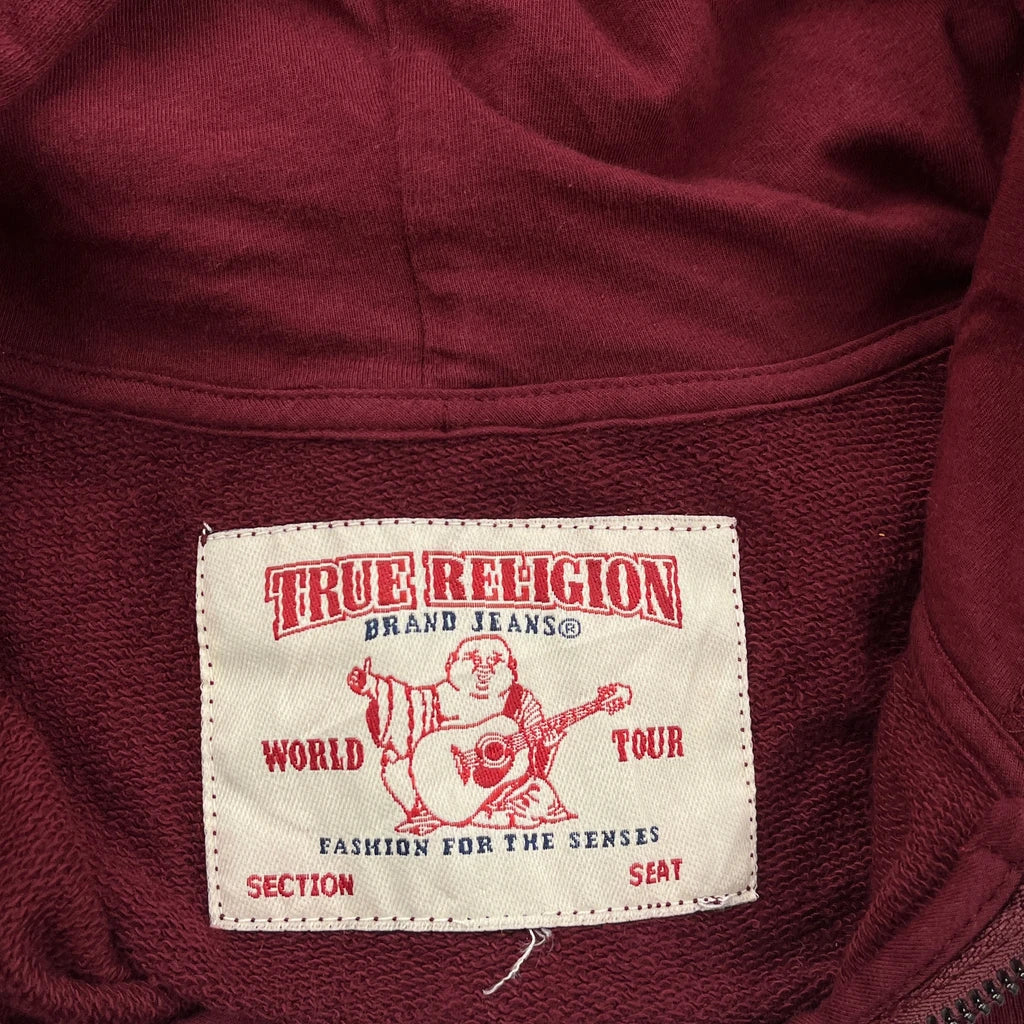 TRUE RELIGION
BRAND JEANS®
WORLD TOUR
FASHION FOR THE SENSES
SECTION SEAT